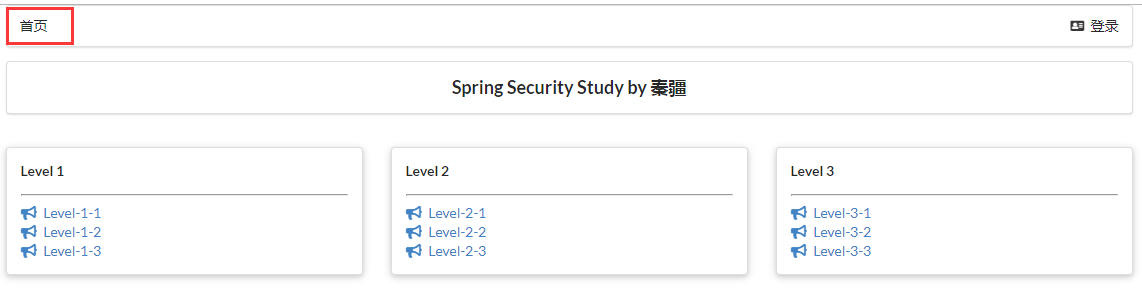 首页 登录
Spring Security Study by 秦疆
Level 1
Level-1-1
Level-1-2
Level-1-3
Level 2
Level-2-1
Level-2-2
Level-2-3
Level 3
Level-3-1
Level-3-2
Level-3-3